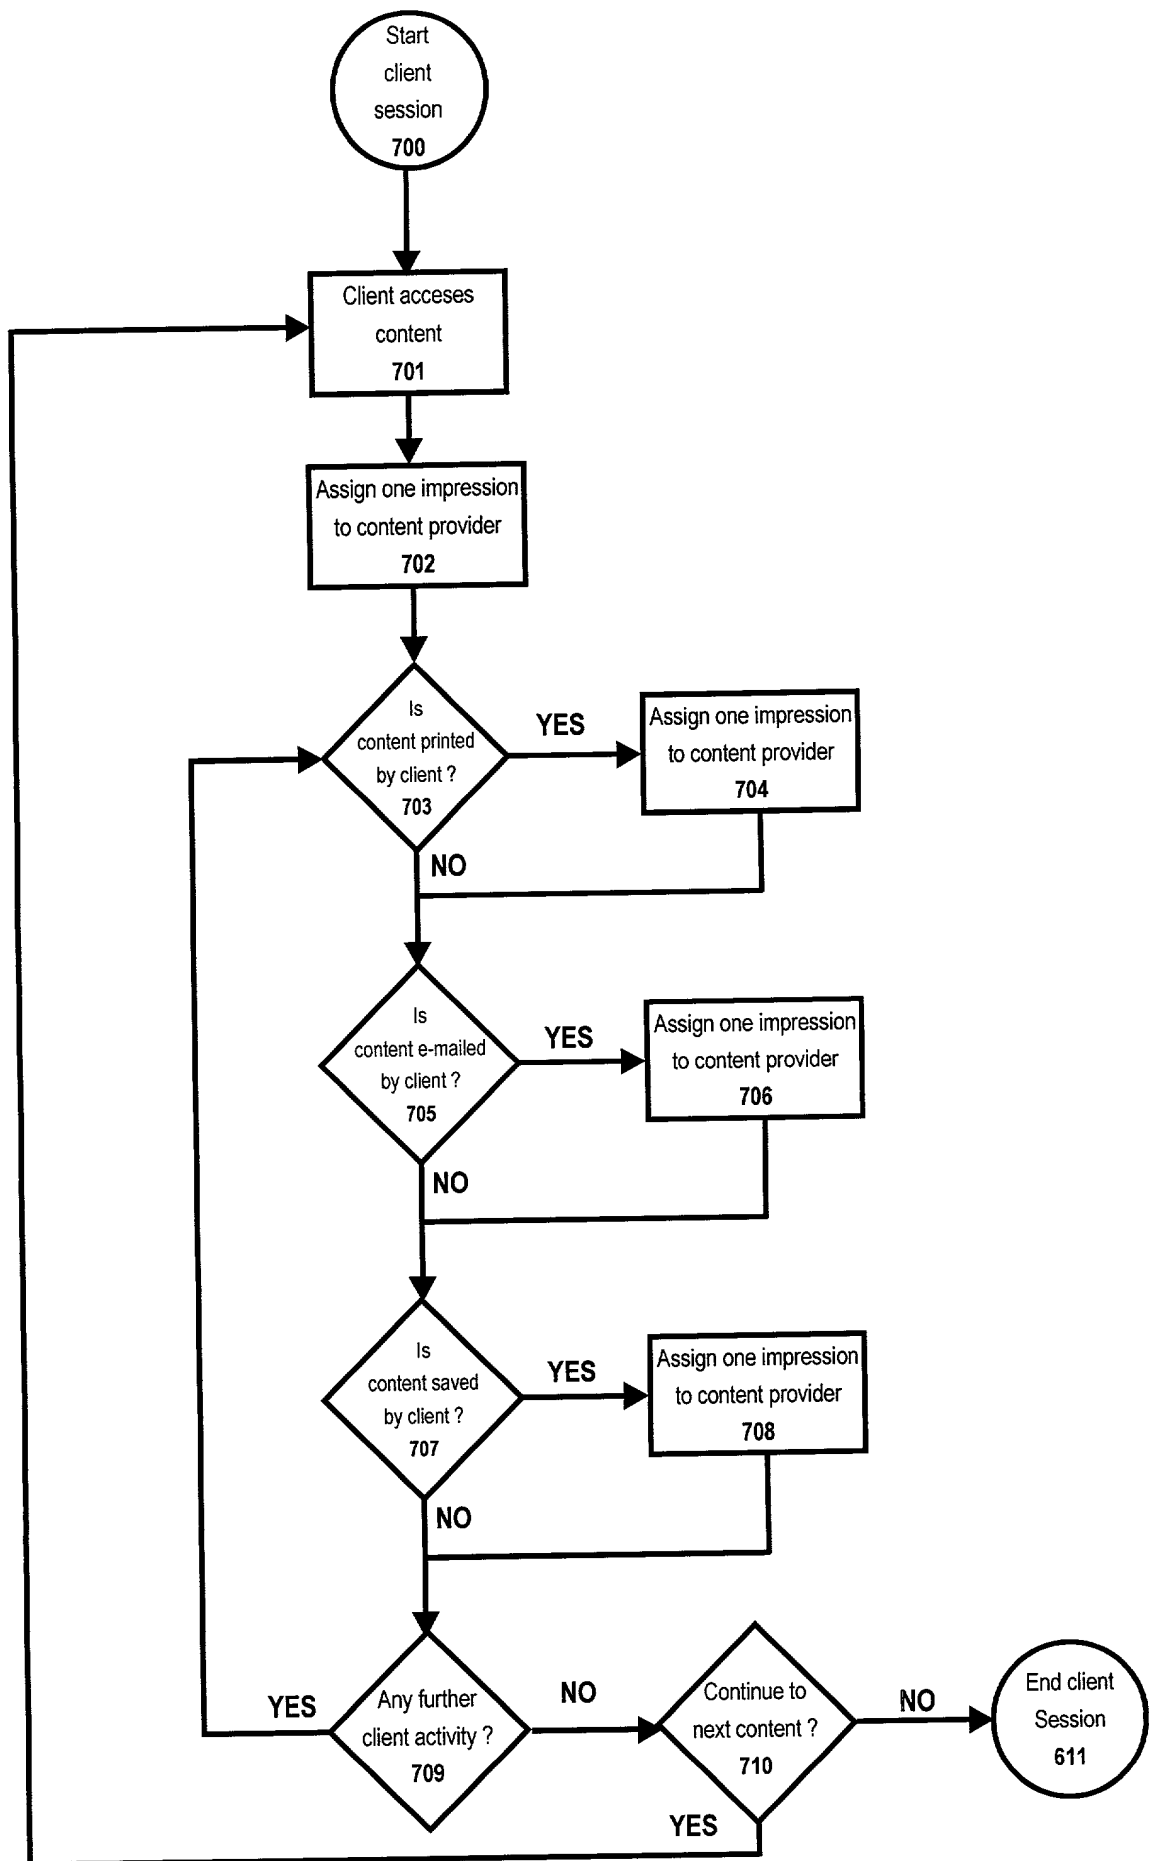 Start
client
session
700
Client acceses
content
701
Assign one impression
to content provider
702
Is
content printed
by client ?
703
YES
Assign one impression
to content provider
704
NO
Is
content e-mailed
by client ?
705
YES
Assign one impression
to content provider
706
NO
Is
content saved
by client ?
707
YES
Assign one impression
to content provider
708
NO
Any further
client activity ?
709
YES
NO
Continue to
next content ?
710
YES
NO
End client
Session
611